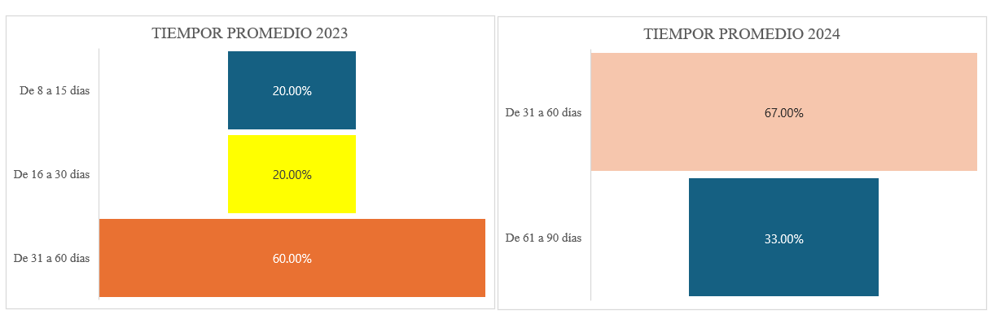 TIEMPOR PROMEDIO 2023
De 8 a 15 días
20.00%
De 16 a 30 días
20.00%
De 31 a 60 días
60.00%
TIEMPOR PROMEDIO 2024
De 31 a 60 días
67.00%
De 61 a 90 días
33.00%